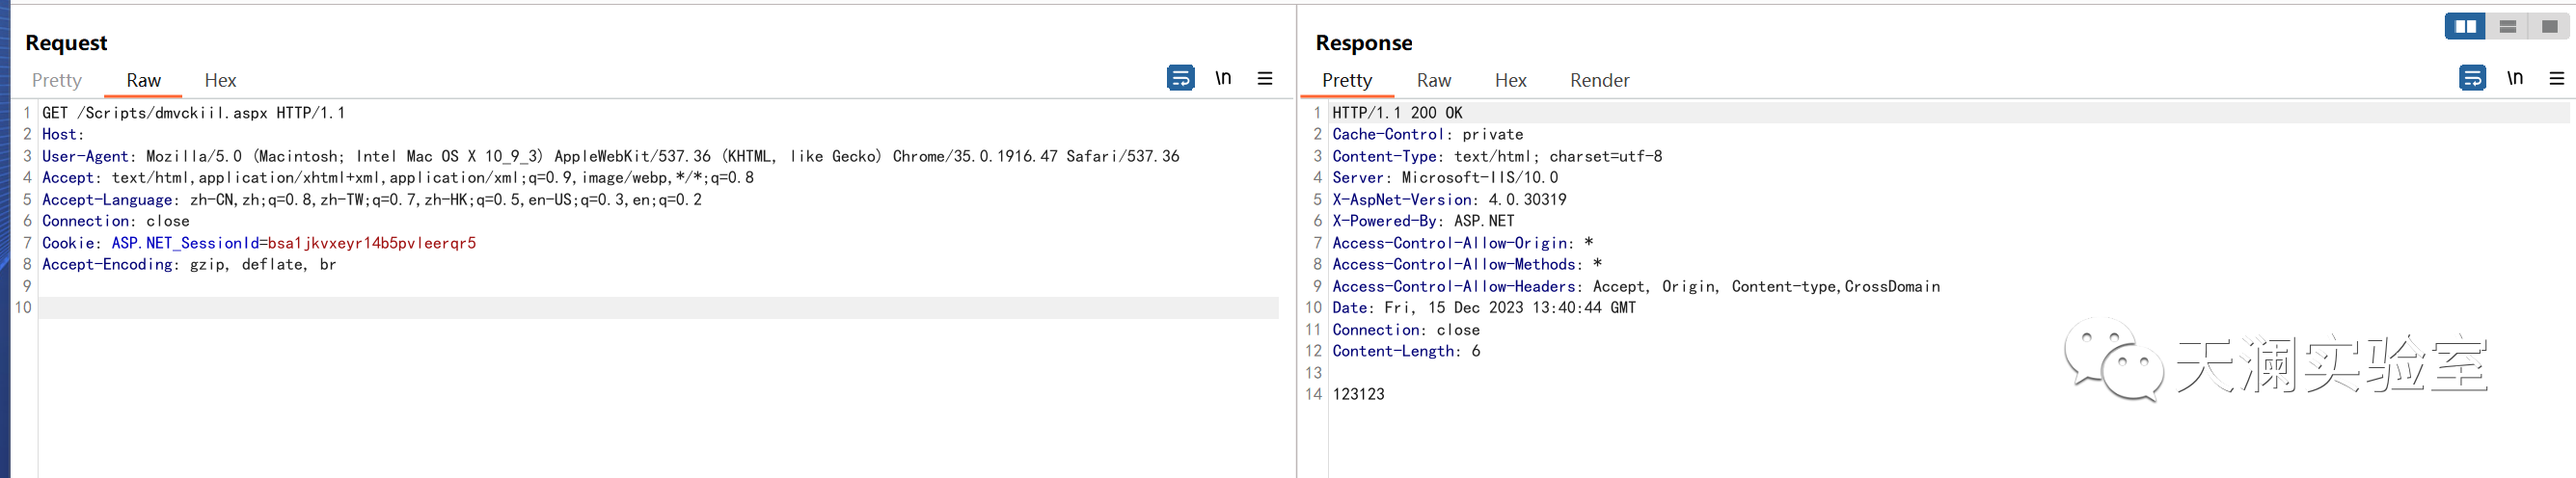 Request
Pretty Raw Hex
\n
1 GET /Scripts/dmvckiil.aspx HTTP/1.1
2 Host:
3 User-Agent: Mozilla/5.0 (Macintosh; Intel Mac OS X 10_9_3) AppleWebKit/537.36 (KHTML, like Gecko) Chrome/35.0.1916.47 Safari/537.36
4 Accept: text/html,application/xhtml+xml,application/xml;q=0.9,image/webp,*/*;q=0.8
5 Accept-Language: zh-CN,zh;q=0.8,zh-TW;q=0.7,zh-HK;q=0.5,en-US;q=0.3,en;q=0.2
6 Connection: close
7 Cookie: ASP.NET_SessionId=bsa1jkvxeyr14b5pvleerqr5
8 Accept-Encoding: gzip, deflate, br
9
10
Response
Pretty Raw Hex Render
\n
1 HTTP/1.1 200 OK
2 Cache-Control: private
3 Content-Type: text/html; charset=utf-8
4 Server: Microsoft-IIS/10.0
5 X-AspNet-Version: 4.0.30319
6 X-Powered-By: ASP.NET
7 Access-Control-Allow-Origin: *
8 Access-Control-Allow-Methods: *
9 Access-Control-Allow-Headers: Accept, Origin, Content-type,CrossDomain
10 Date: Fri, 15 Dec 2023 13:40:44 GMT
11 Connection: close
12 Content-Length: 6
13
14 123123
天澜实验室